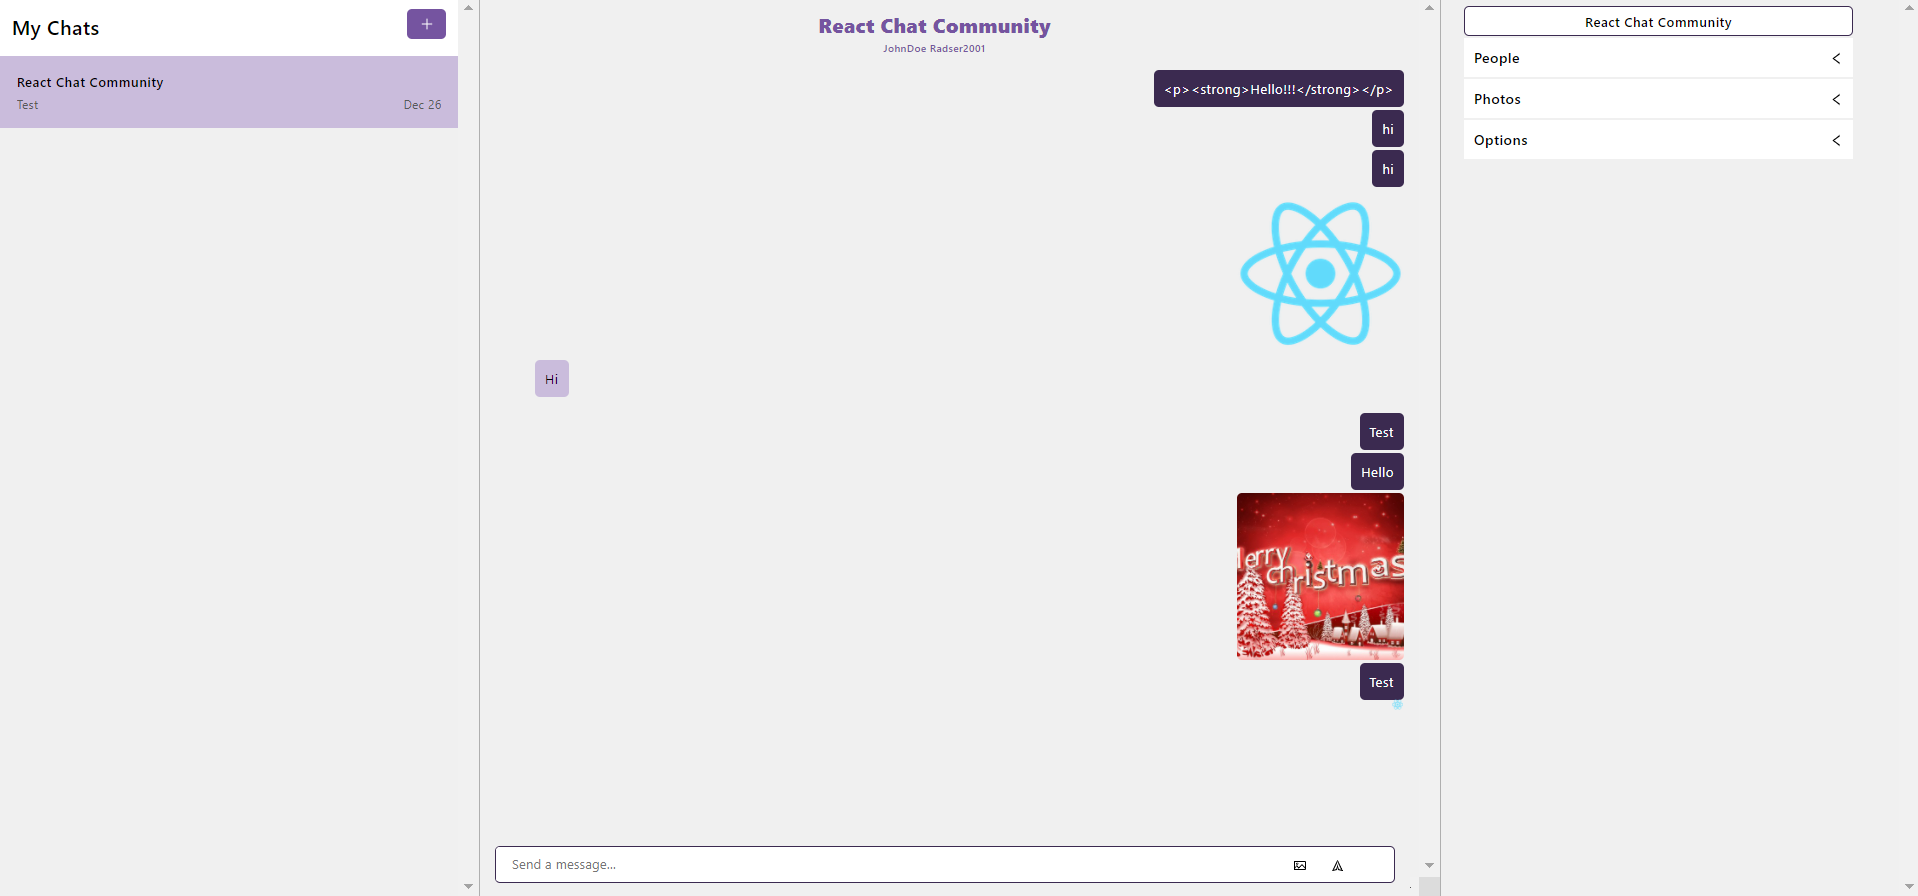 My Chats
+
React Chat Community
Test
Dec 26
React Chat Community
JohnDoe Radser2001
<p><strong>Hello!!!</strong></p>
hi
hi
Hi
Test
Hello
Merry
christmas
Test
Send a message...
React Chat Community
People <
Photos <
Options <